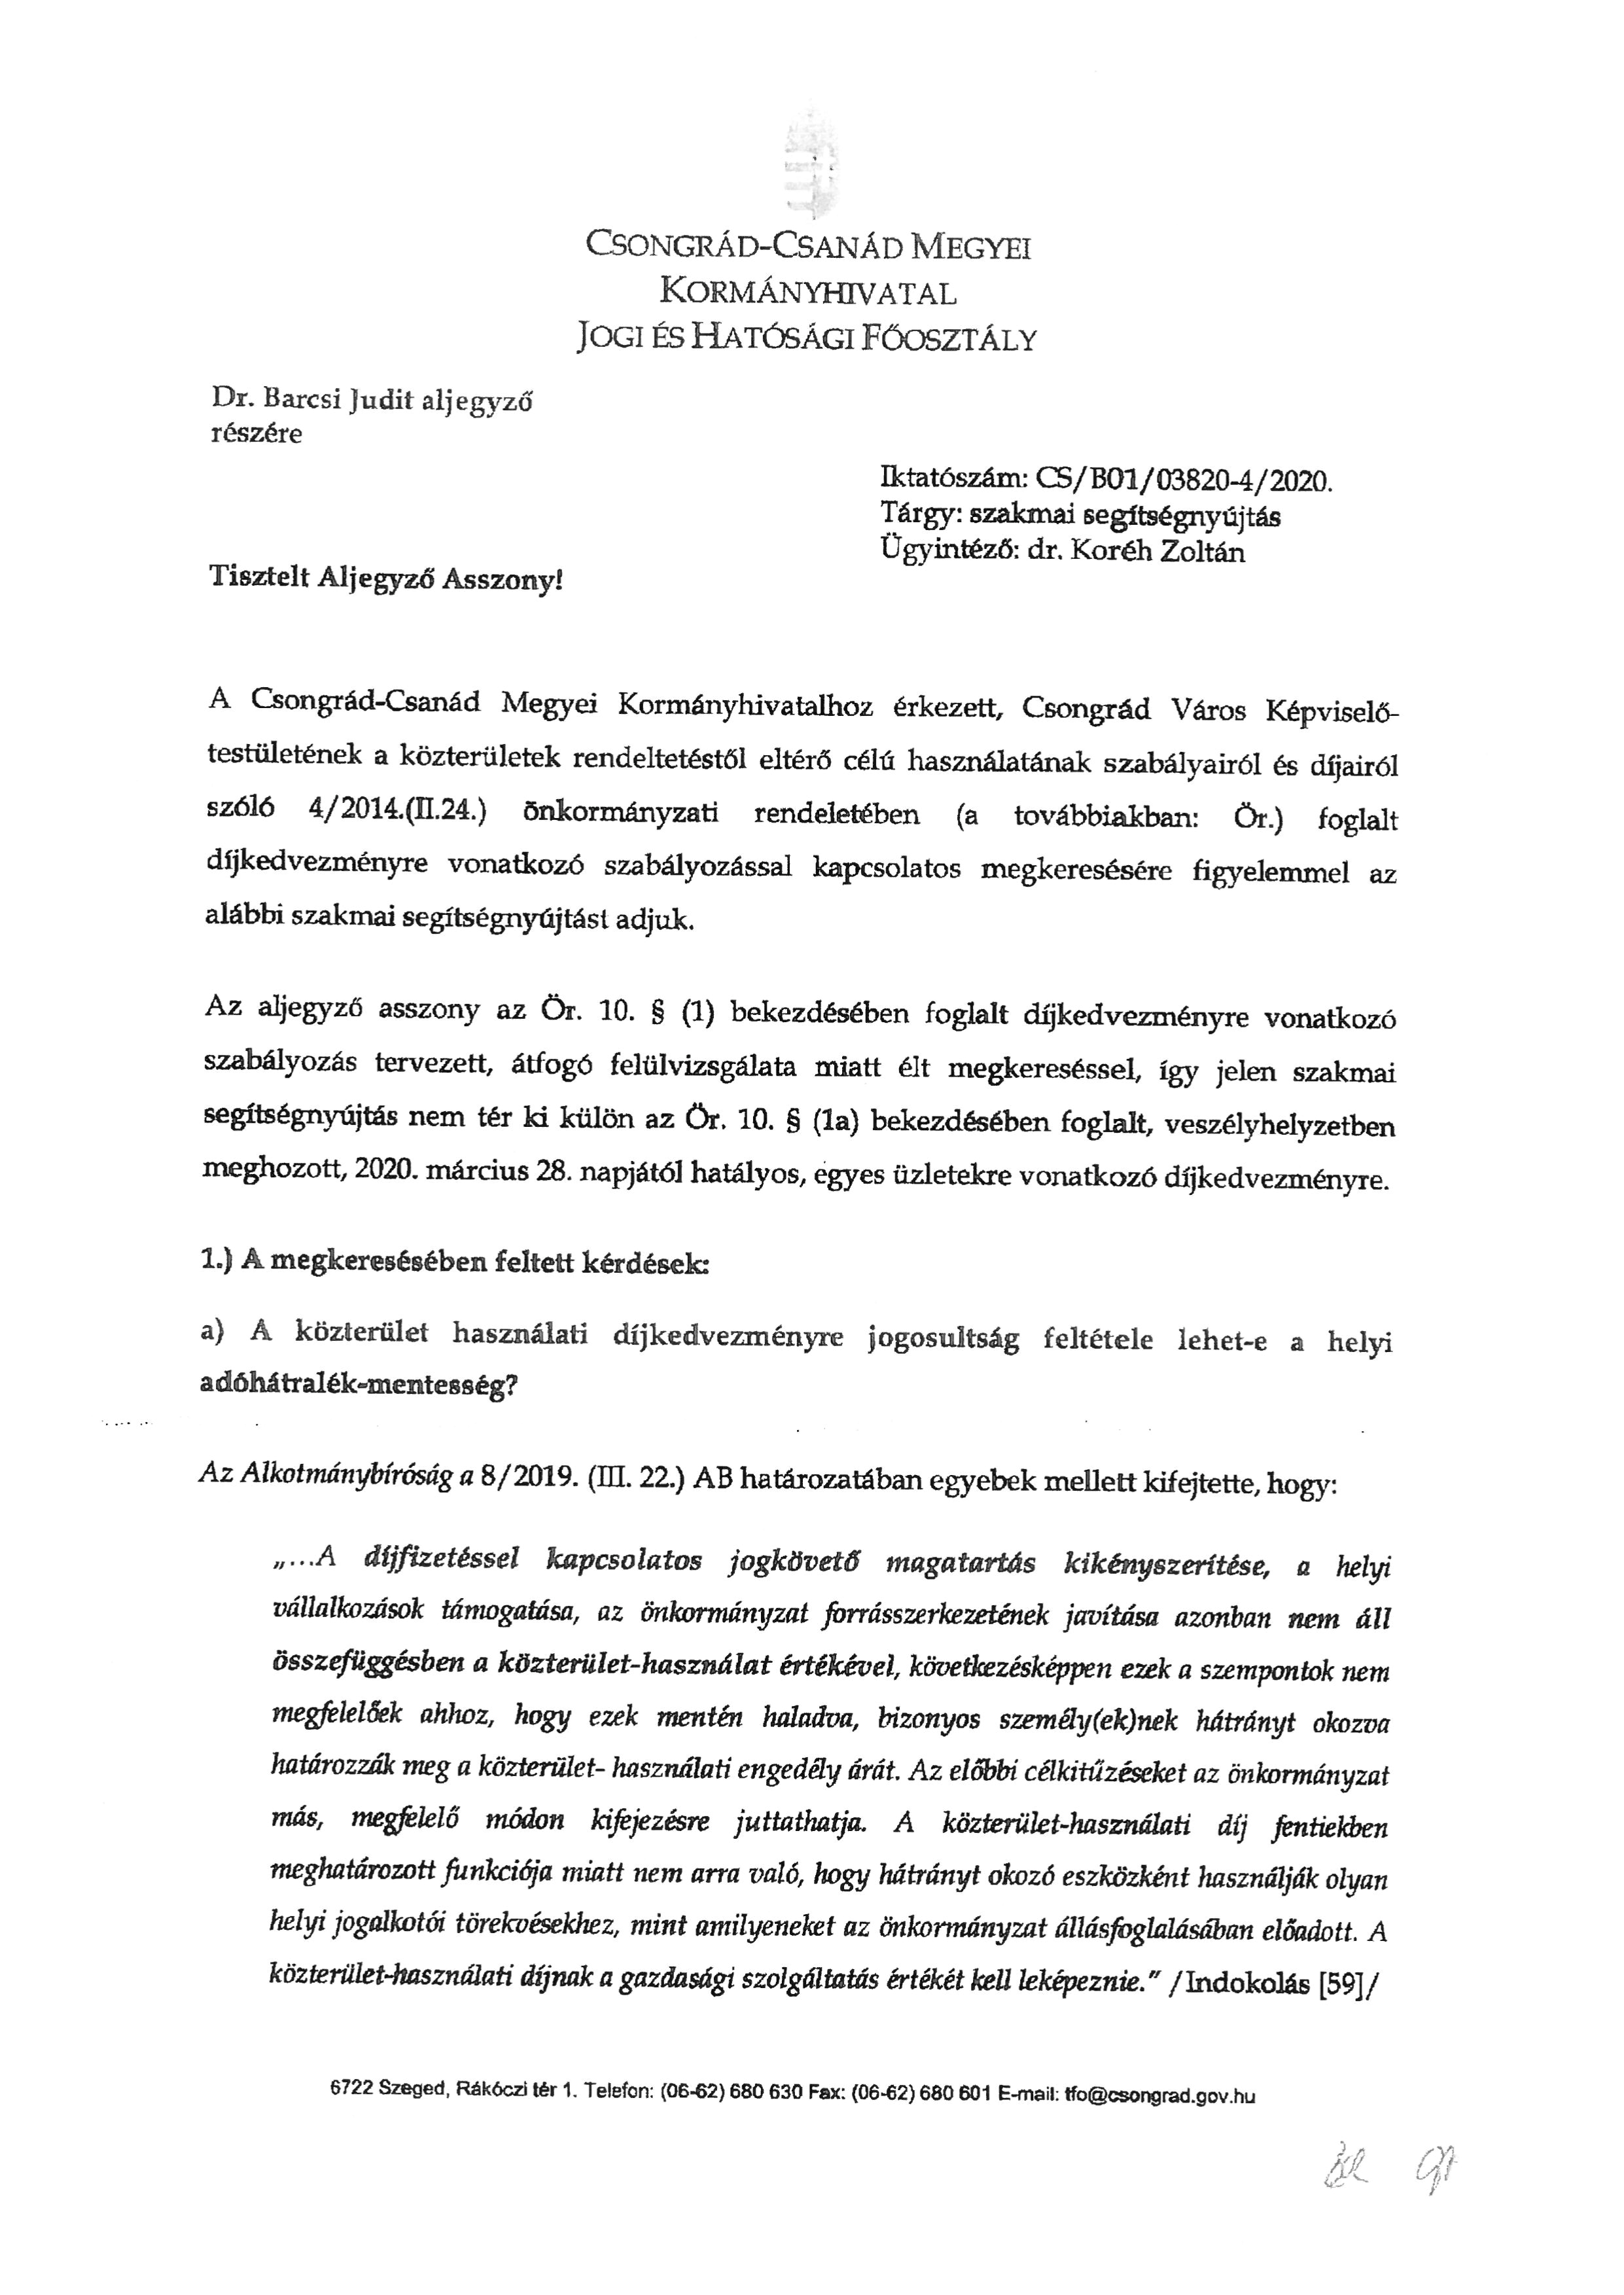 CSONGRÁD-CSANÁD MEGYEI
KORMÁNYHIVATAL
JOGI ÉS HATÓSÁGI FŐOSZTÁLY
Dr. Barcsi Judit aljegyző
részére
Iktatószám: CS/B01/03820-4/2020.
Tárgy: szakmai segítségnyújtás
Ügyintéző: dr. Koréh Zoltán
Tisztelt Aljegyző Asszony!
A Csongrád-Csanád Megyei Kormányhivatalhoz érkezett, Csongrád Város Képviselő-
testületének a közterületek rendeltetéstől eltérő célú használatának szabályairól és díjairól
szóló 4/2014.(II.24.) önkormányzati rendeletében (a továbbiakban: Ör.) foglalt
díjkedvezményre vonatkozó szabályozással kapcsolatos megkeresésére figyelemmel az
alábbi szakmai segítségnyújtást adjuk.
Az aljegyző asszony az Ör. 10. § (1) bekezdésében foglalt díjkedvezményre vonatkozó
szabályozás tervezett, átfogó felülvizsgálata miatt élt megkereséssel, így jelen szakmai
segítségnyújtás nem tér ki külön az Ör. 10. § (1a) bekezdésében foglalt, veszélyhelyzetben
meghozott, 2020. március 28. napjától hatályos, egyes üzletekre vonatkozó díjkedvezményre.
1.) A megkeresésében feltett kérdések:
a) A közterület használati díjkedvezményre jogosultság feltétele lehet-e a helyi
adóhátralék-mentesség?
Az Alkotmánybíróság a 8/2019. (III. 22.) AB határozatában egyebek mellett kifejtette, hogy:
„...A díjfizetéssel kapcsolatos jogkövető magatartás kikényszerítése, a helyi
vállalkozások támogatása, az önkormányzat forrásszerkezetének javítása azonban nem áll
összefüggésben a közterület-használat értékével, következésképpen ezek a szempontok nem
megfelelőek ahhoz, hogy ezek mentén haladva, bizonyos személy(ek)nek hátrányt okozva
határozzák meg a közterület- használati engedély árát. Az előbbi célkitűzéseket az önkormányzat
más, megfelelő módon kifejezésre juttathatja. A közterület-használati díj fentiekben
meghatározott funkciója miatt nem arra való, hogy hátrányt okozó eszközként használják olyan
helyi jogalkotói törekvésekhez, mint amilyeneket az önkormányzat állásfoglalásában előadott. A
közterület-használati díjnak a gazdasági szolgáltatás értékét kell leképeznie." /Indokolás [59]/
6722 Szeged, Rákóczi tér 1. Telefon: (06-62) 680 630 Fax: (06-62) 680 601 E-mail: tfo@csongrad.gov.hu